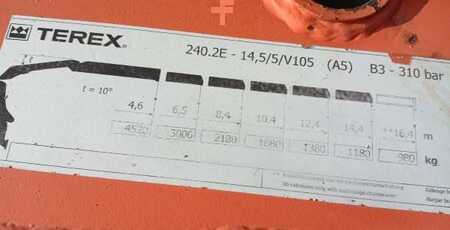 TEREX®
240.2E - 14,5/5/V105 (A5) B3 - 310 bar
t = 10°
4,6 6,5 8,4 10,4 12,4 14,4 **16,4 m
3000 2180 1680 1380 1180 980 kg